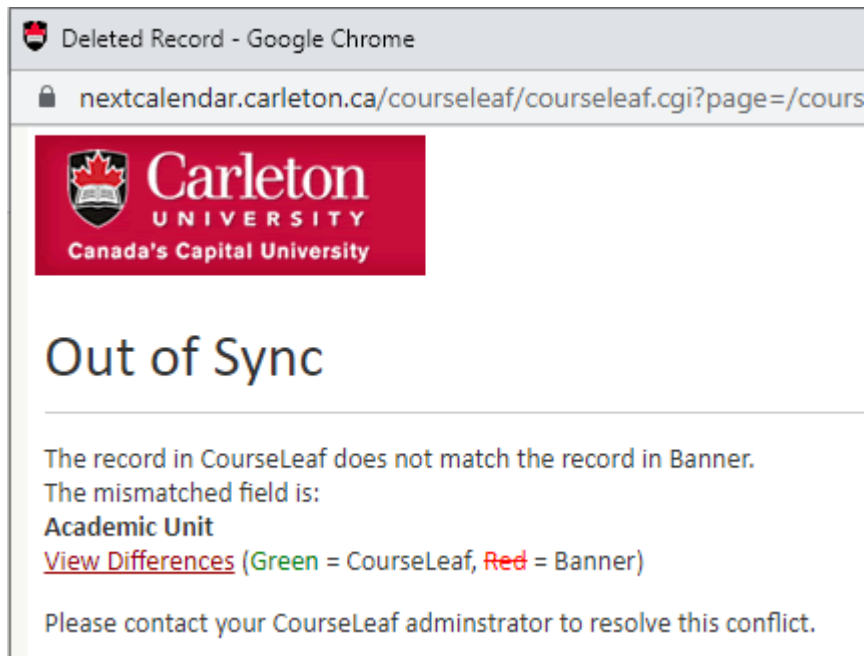 Deleted Record - Google Chrome
nextcalendar.carleton.ca/courseleaf/courseleaf.cgi?page=/cours
Carleton
UNIVERSITY
Canada's Capital University
Out of Sync
The record in CourseLeaf does not match the record in Banner.
The mismatched field is:
Academic Unit
View Differences (Green = CourseLeaf, Red = Banner)
Please contact your CourseLeaf adminstrator to resolve this conflict.